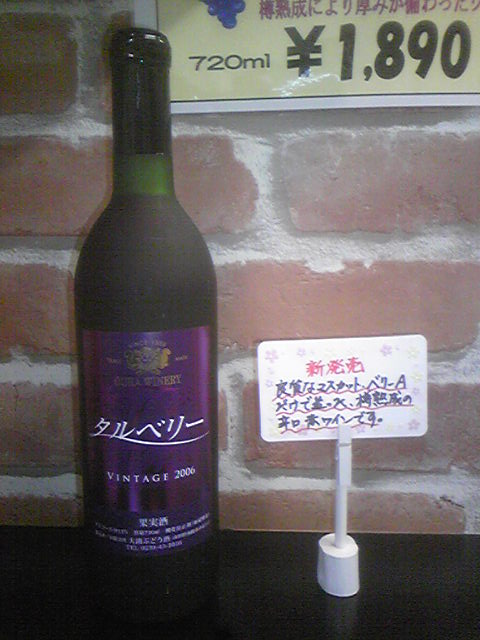 樽熟成により厚みが備わったり
720ml ¥1,890
SINCE
WINERY
タルベリー
VINTAGE 2006
果実酒
新発売
良質なマスカット、ベリーA
だけで造った、樽熟成の
辛口赤ワインです。